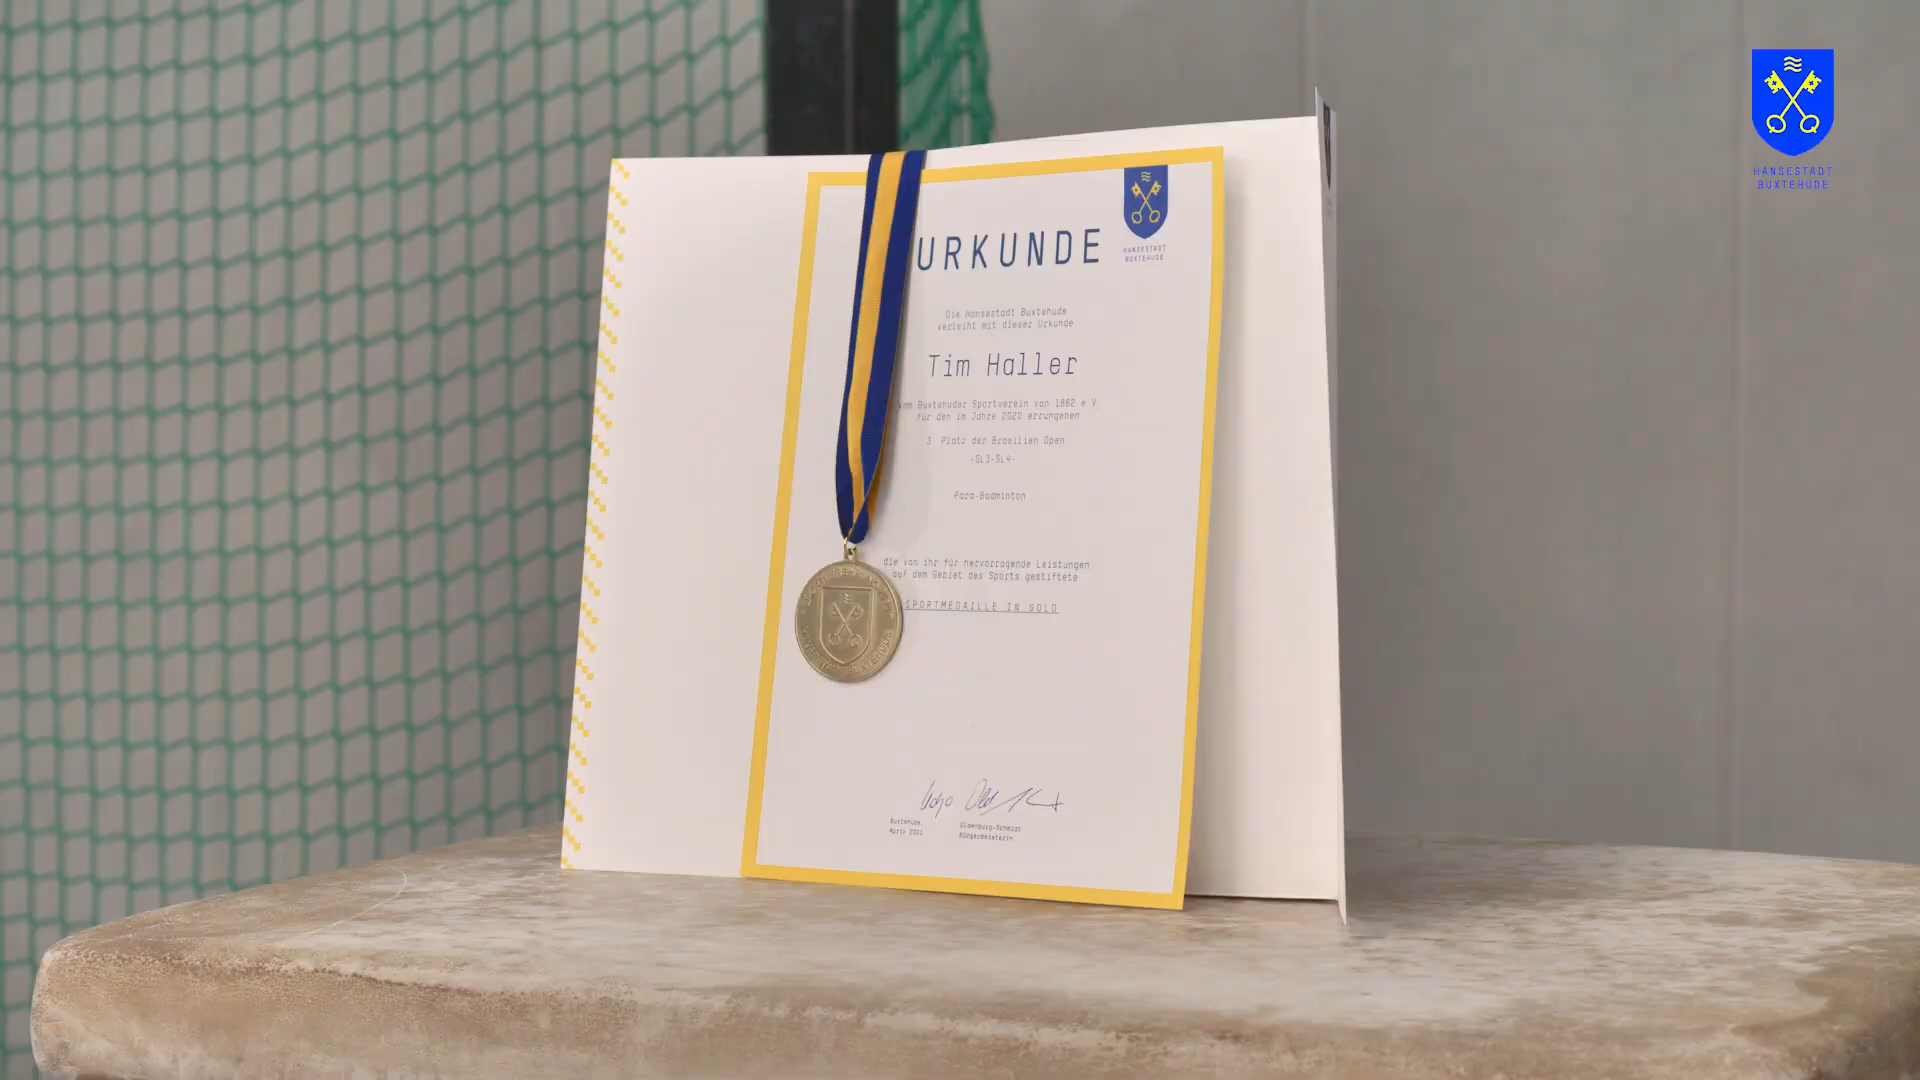 HANSESTADT
BUXTEHUDE
URKUNDE
HANSESTADT
BUXTEHUDE
Die Hansestadt Buxtehude
verleiht mit dieser Urkunde
Tim Haller
vom Buxtehuder Sportverein von 1862 e.V.
für den im Jahre 2020 errungenen
3. Platz der Brasilien Open
-SL3-SL4-
Para-Badminton
die von ihr für hervorragende Leistungen
auf dem Gebiet des Sports gestiftete
SPORTMEDAILLE IN GOLD
Buxtehude,
April 2021
Oldenburg-Schmidt
Bürgermeisterin